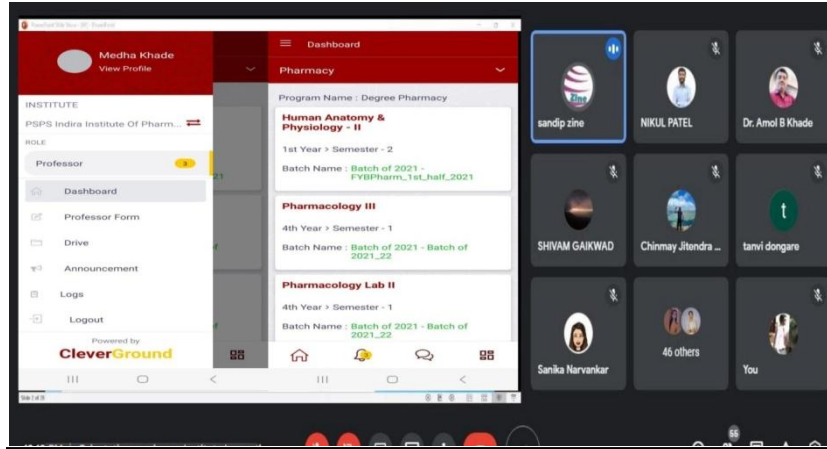 Medha Khade
View Profile
INSTITUTE
PSPS Indira Institute Of Pharm...
ROLE
Professor 3
Dashboard
Professor Form
Drive
Announcement
Logs
Logout
Powered by
CleverGround
21
Dashboard
Pharmacy
Program Name : Degree Pharmacy
Human Anatomy &
Physiology - II
1st Year > Semester - 2
Batch Name : Batch of 2021 -
FYBPharm_1st_half_2021
Pharmacology III
4th Year > Semester - 1
Batch Name : Batch of 2021 - Batch of
2021_22
Pharmacology Lab II
4th Year > Semester - 1
Batch Name : Batch of 2021 - Batch of
2021_22
Zine
sandip zine
NIKUL PATEL
Dr. Amol B Khade
SHIVAM GAIKWAD
Chinmay Jitendra ...
t
tanvi dongare
Sanika Narvankar
46 others
You
55